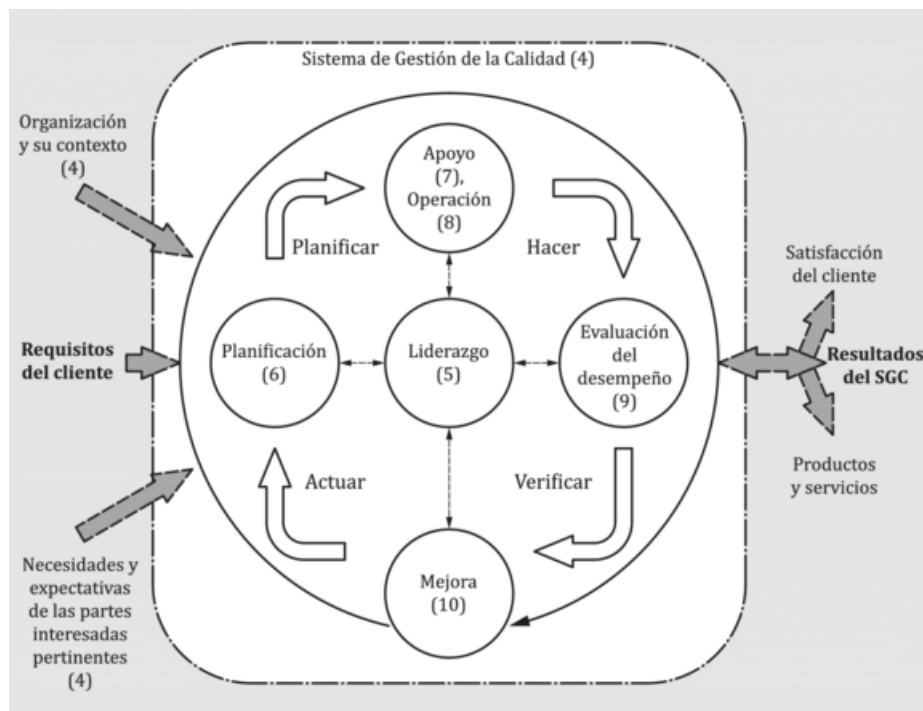 Sistema de Gestión de la Calidad (4)
Organización
y su contexto
(4)
Apoyo
(7),
Operación
(8)
Planificar
Hacer
Satisfacción
del cliente
Requisitos
del cliente
Planificación
(6)
Liderazgo
(5)
Evaluación
del
desempeño
(9)
Resultados
del SGC
Actuar
Verificar
Productos
y servicios
Necesidades y
expectativas
de las partes
interesadas
pertinentes
(4)
Mejora
(10)